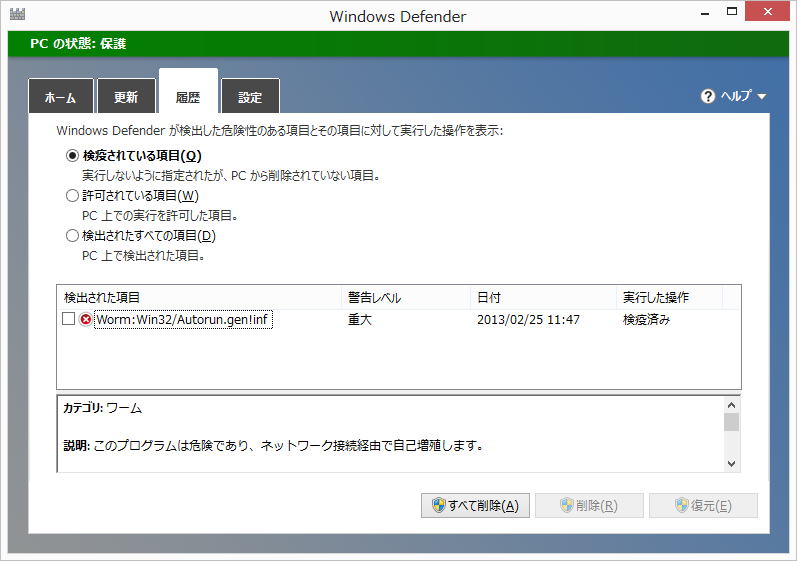 Windows Defender
PC の状態: 保護
ホーム 更新 履歴 設定 ? ヘルプ
Windows Defender が検出した危険性のある項目とその項目に対して実行した操作を表示:
検疫されている項目(Q)
実行しないように指定されたが、PC から削除されていない項目。
許可されている項目(W)
PC 上での実行を許可した項目。
検出されたすべての項目(D)
PC 上で検出された項目。
検出された項目 警告レベル 日付 実行した操作
Worm:Win32/Autorun.gen!inf 重大 2013/02/25 11:47 検疫済み
カテゴリ: ワーム
説明: このプログラムは危険であり、ネットワーク接続経由で自己増殖します。
すべて削除(A) 削除(R) 復元(E)